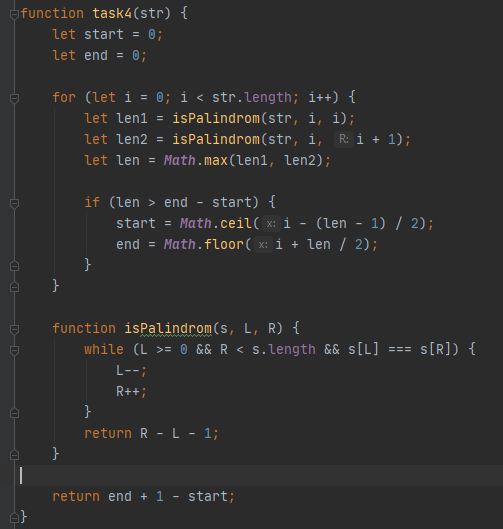 function task4(str) {
    let start = 0;
    let end = 0;

    for (let i = 0; i < str.length; i++) {
        let len1 = isPalindrom(str, i, i);
        let len2 = isPalindrom(str, i, R: i + 1);
        let len = Math.max(len1, len2);

        if (len > end - start) {
            start = Math.ceil( x: i - (len - 1) / 2);
            end = Math.floor( x: i + len / 2);
        }
    }

    function isPalindrom(s, L, R) {
        while (L >= 0 && R < s.length && s[L] === s[R]) {
            L--;
            R++;
        }
        return R - L - 1;
    }

    return end + 1 - start;
}